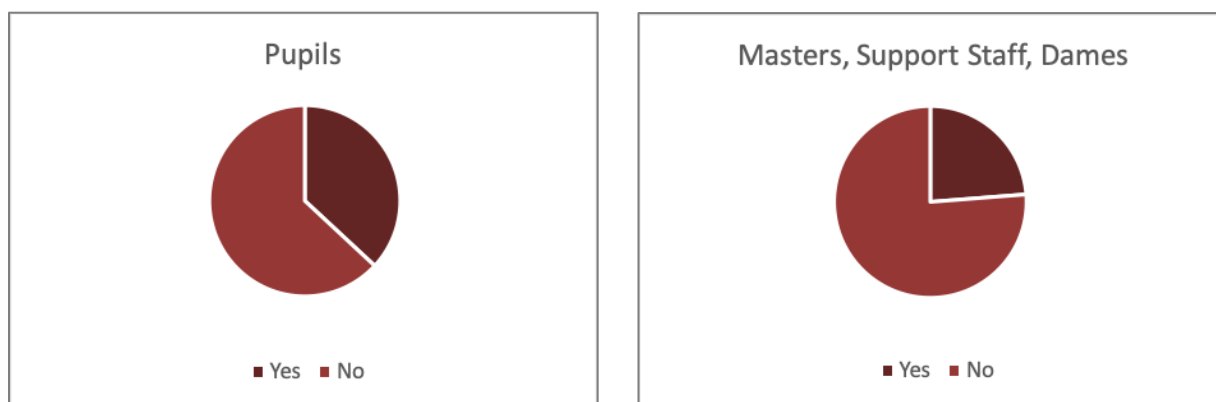 Pupils
Yes No
Masters, Support Staff, Dames
Yes No